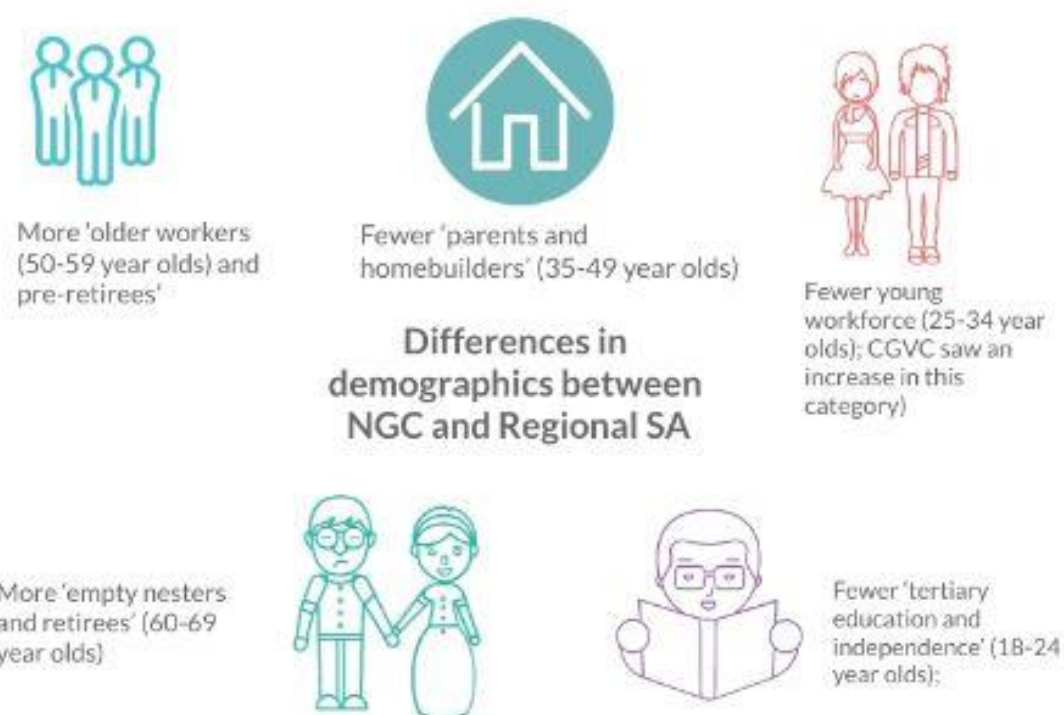 More 'older workers
(50-59 year olds) and
pre-retirees'
Fewer 'parents and
homebuilders' (35-49 year olds)
Fewer young
workforce (25-34 year
olds); CGVC saw an
increase in this
category)
Differences in
demographics between
NGC and Regional SA
More 'empty nesters
and retirees' (60-69
year olds)
Fewer 'tertiary
education and
independence' (18-24
year olds);